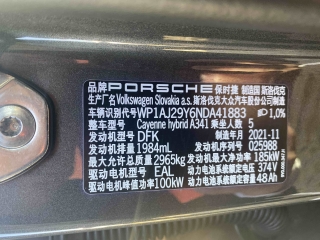 品牌 PORSCHE 保时捷 制造国 斯洛伐克
生产厂名 Volkswagen Slovakia a.s. 斯洛伐克大众汽车股份公司制造
车辆识别代号 WP1AJ29Y6NDA41883 1,0%
整车型号 Cayenne hybrid A341 乘坐人数 5
发动机型号 DFK 制造年月 2021-11
发动机排量 1984mL 发动机序列号 025988
最大允许总质量 2965kg 发动机最大净功率 185kW
驱动电机型号 EAL 动力电池系统额定电压 374V
驱动电机峰值功率 100kW 动力电池系统额定容量 48Ah